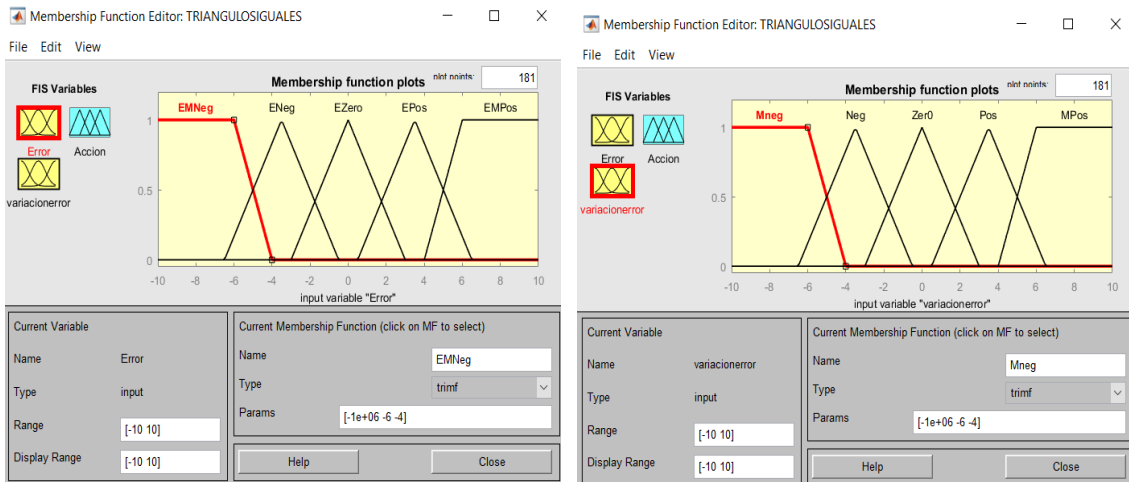 Membership Function Editor: TRIANGULOSIGUALES
File Edit View
FIS Variables
Membership function plots plot points: 181
EMNeg ENeg EZero EPos EMPos
Error Accion
variacionerror
1
0.5
0
-10 -8 -6 -4 -2 0 2 4 6 8 10
input variable "Error"
Current Variable
Name Error
Type input
Range [-10 10]
Display Range [-10 10]
Current Membership Function (click on MF to select)
Name EMNeg
Type trimf
Params [-1e+06 -6 -4]
Help Close
Membership Function Editor: TRIANGULOSIGUALES
File Edit View
FIS Variables
Membership function plots plot points: 181
Mneg Neg Zer0 Pos MPos
Error Accion
variacionerror
1
0.5
0
-10 -8 -6 -4 -2 0 2 4 6 8 10
input variable "variacionerror"
Current Variable
Name variacionerror
Type input
Range [-10 10]
Display Range [-10 10]
Current Membership Function (click on MF to select)
Name Mneg
Type trimf
Params [-1e+06 -6 -4]
Help Close